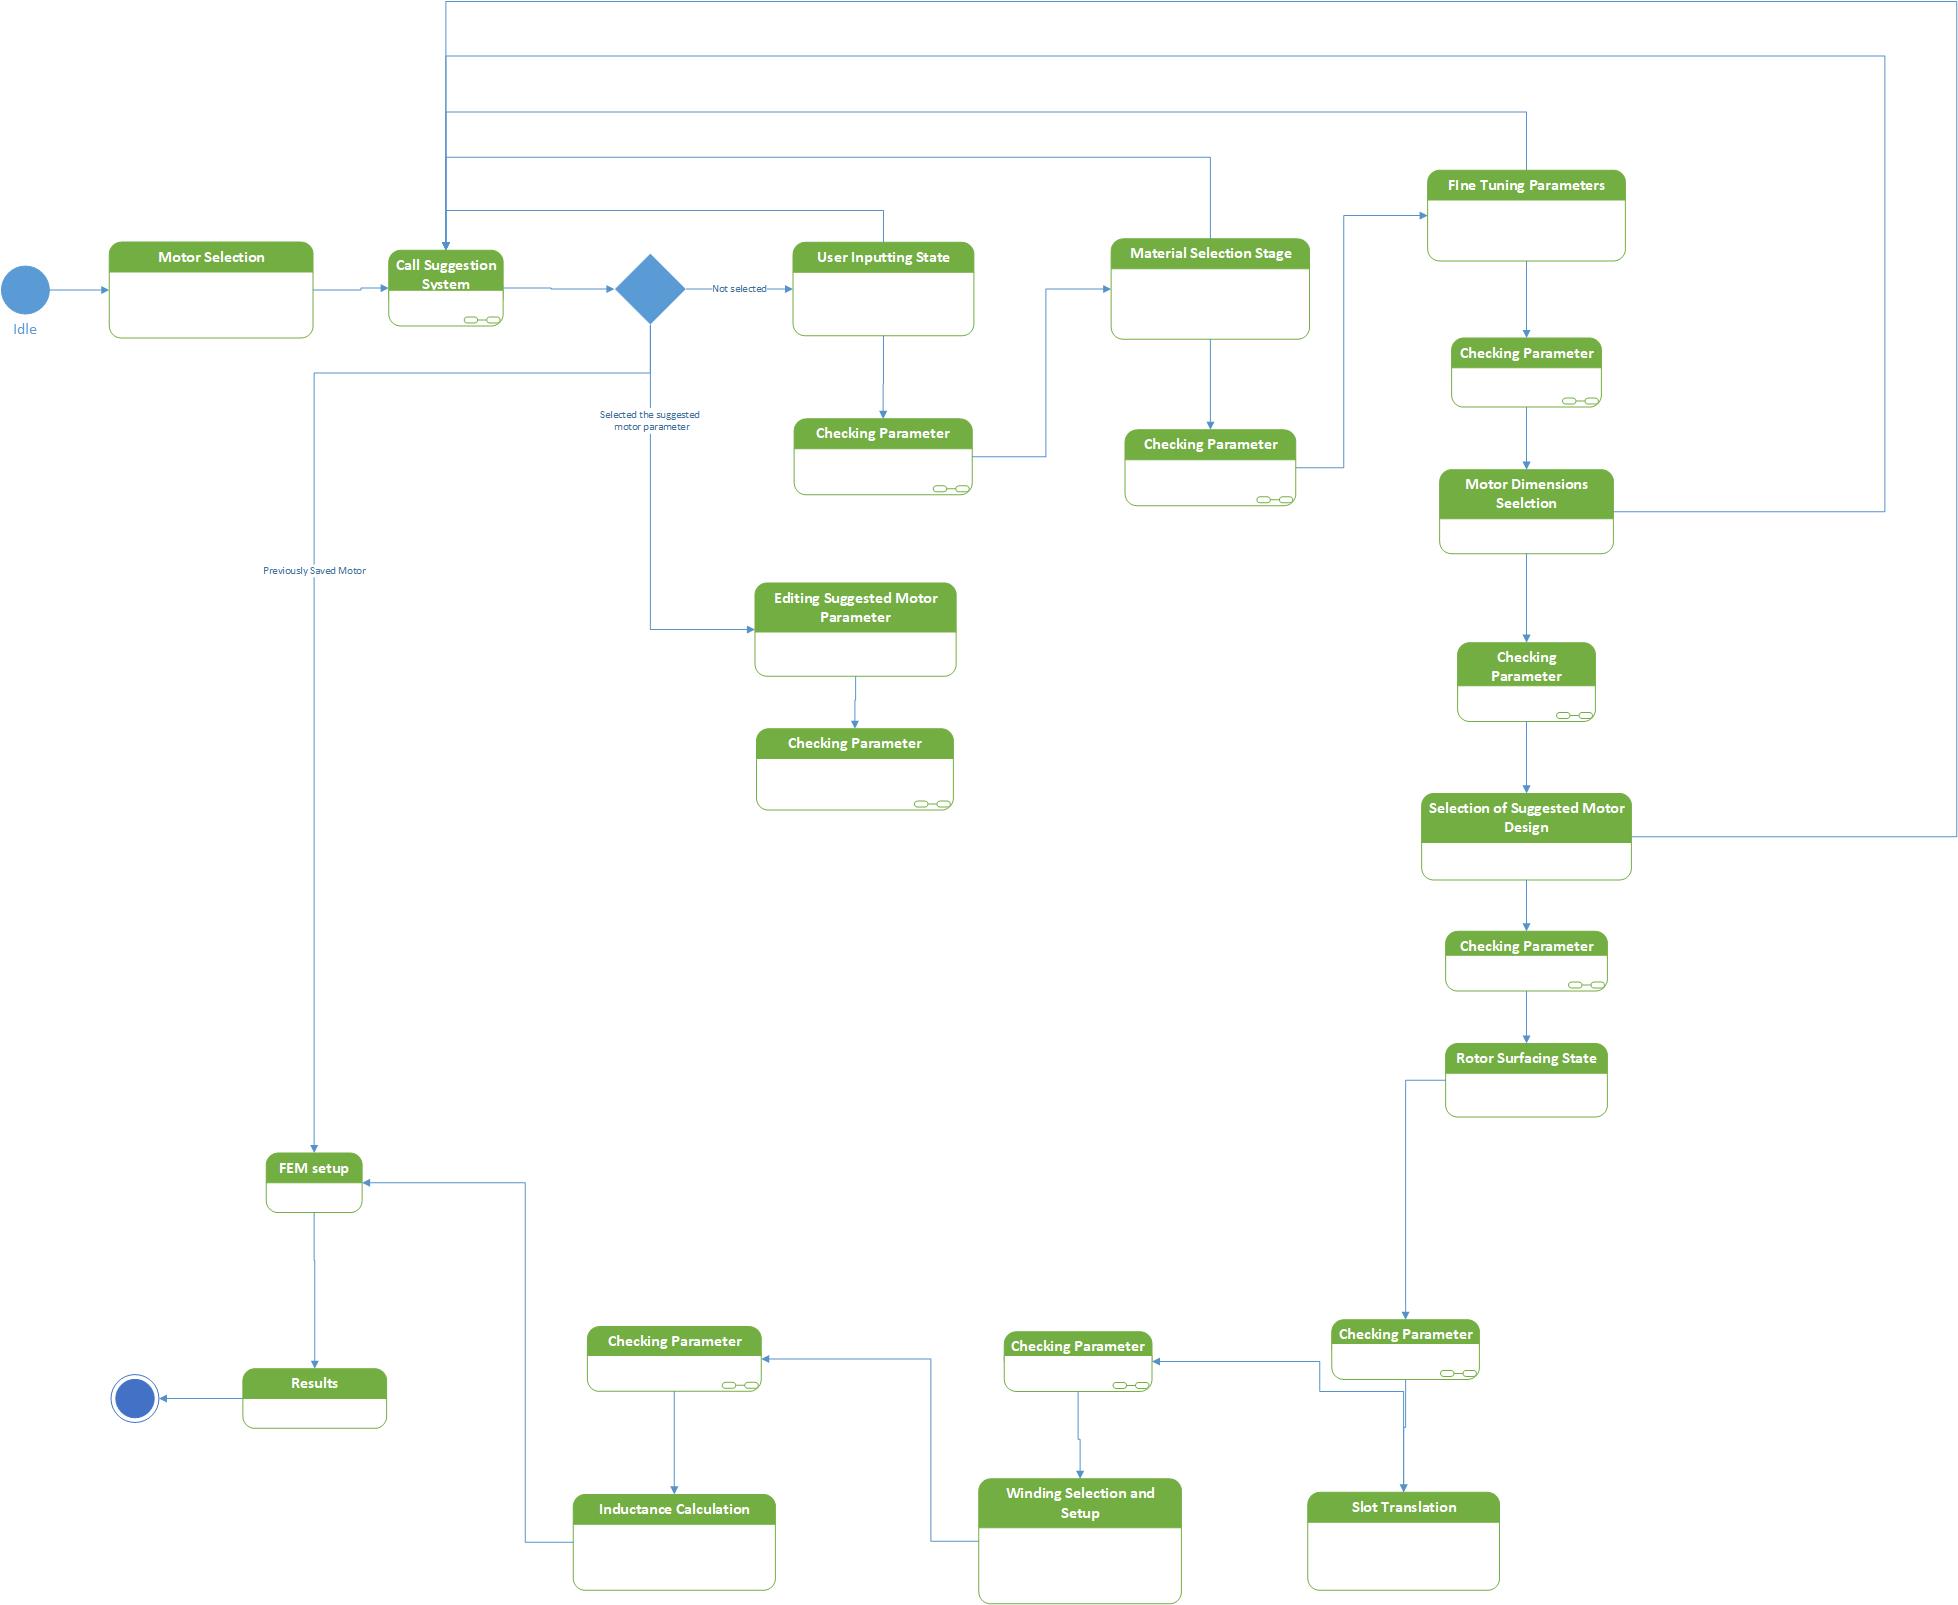 FIne Tuning Parameters
Motor Selection
Call Suggestion
System
Not selected
User Inputting State
Material Selection Stage
Idle
Checking Parameter
Selected the suggested
motor parameter
Checking Parameter
Checking Parameter
Motor Dimensions
Seelction
Previously Saved Motor
Editing Suggested Motor
Parameter
Checking
Parameter
Checking Parameter
Selection of Suggested Motor
Design
Checking Parameter
Rotor Surfacing State
FEM setup
Checking Parameter
Checking Parameter
Checking Parameter
Results
Inductance Calculation
Winding Selection and
Setup
Slot Translation